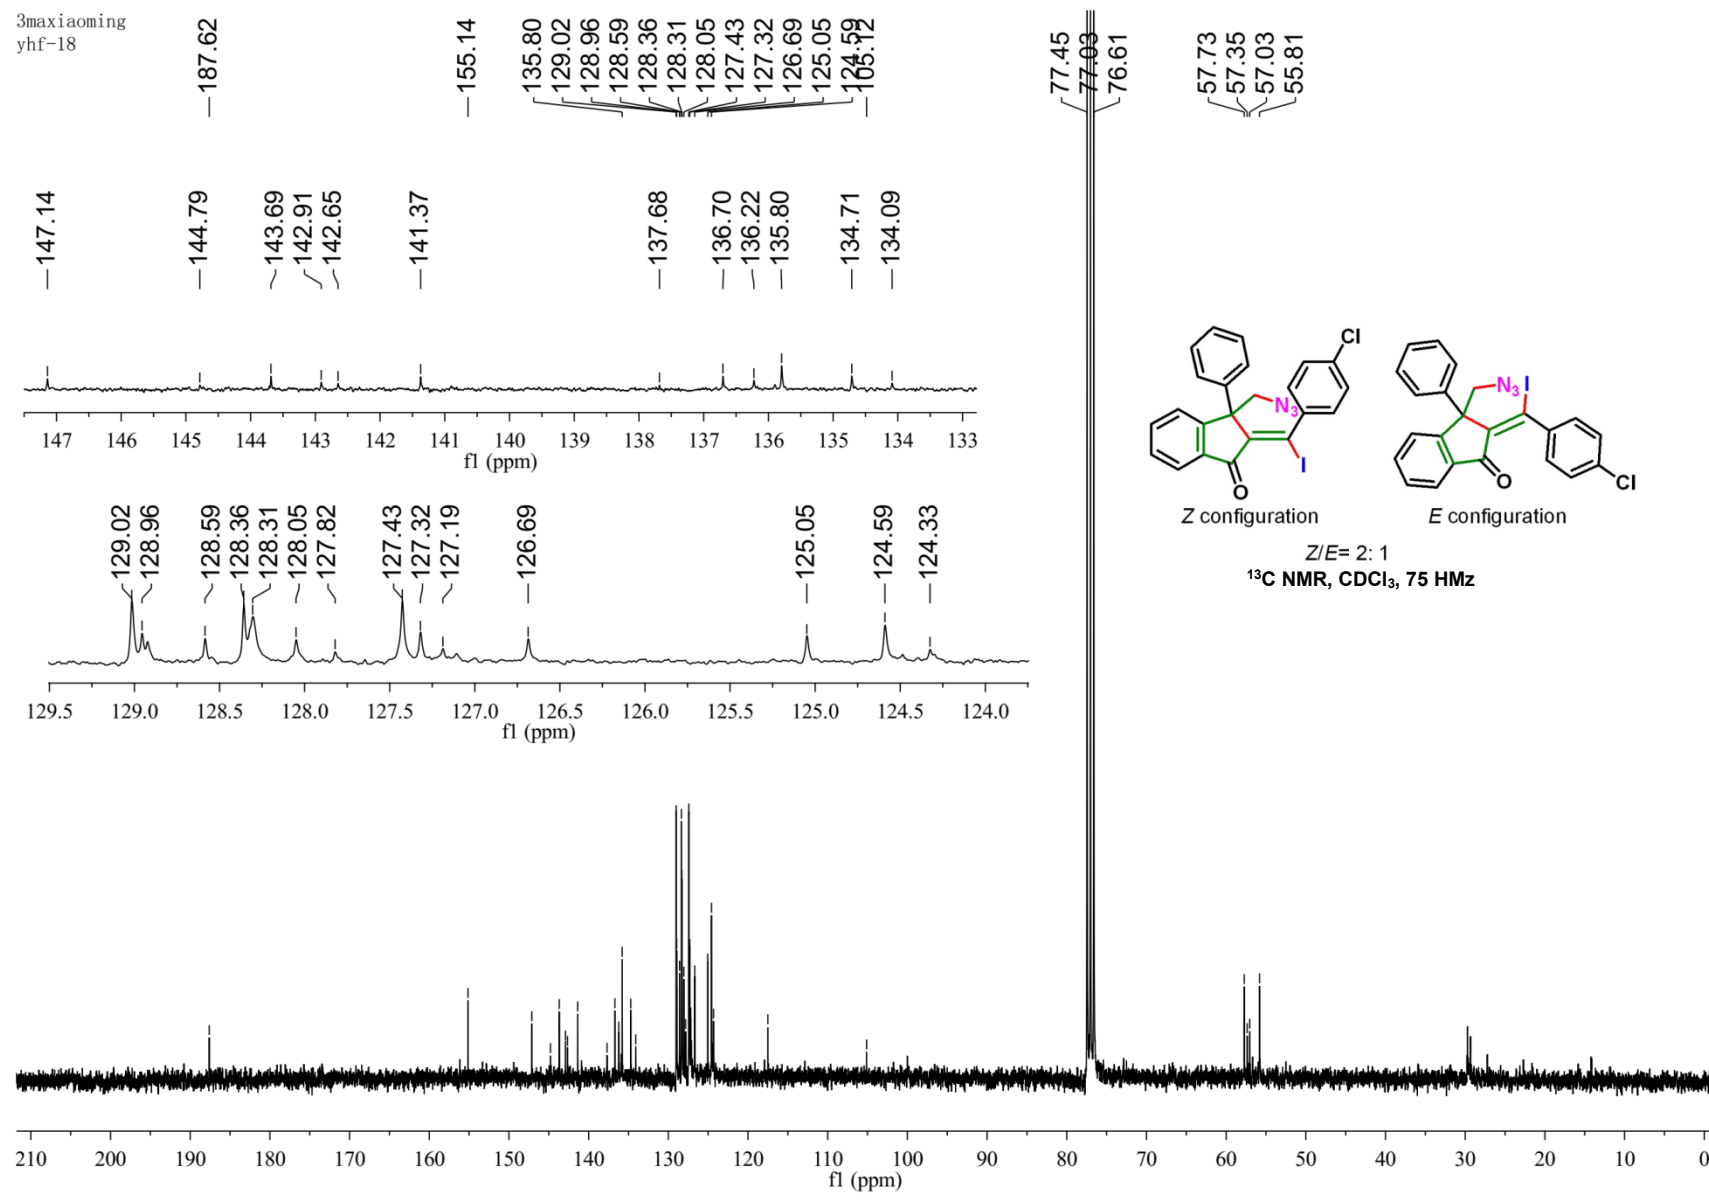 3maxiaoming
yhf-18
187.62
155.14
135.80
129.02
128.96
128.59
128.36
128.31
128.05
127.43
127.32
126.69
125.05
124.59
105.12
77.45
77.03
76.61
57.73
57.35
57.03
55.81
147.14
144.79
143.69
142.91
142.65
141.37
137.68
136.70
136.22
135.80
134.71
134.09
147 146 145 144 143 142 141 140 139 138 137 136 135 134 133
f1 (ppm)
129.02
128.96
128.59
128.36
128.31
128.05
127.82
127.43
127.32
127.19
126.69
125.05
124.59
124.33
129.5 129.0 128.5 128.0 127.5 127.0 126.5 126.0 125.5 125.0 124.5 124.0
f1 (ppm)
Cl
N3
I
O
Z configuration
N3
I
O
Cl
E configuration
Z/E= 2: 1
13C NMR, CDCl3, 75 HMz
210 200 190 180 170 160 150 140 130 120 110 100 90 80 70 60 50 40 30 20 10 0
f1 (ppm)